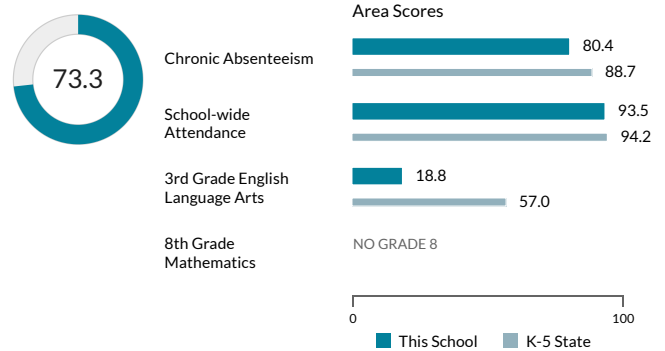 73.3
Area Scores
Chronic Absenteeism
80.4
88.7
School-wide
Attendance
93.5
94.2
3rd Grade English
Language Arts
18.8
57.0
8th Grade
Mathematics
NO GRADE 8
0
100
This School
K-5 State